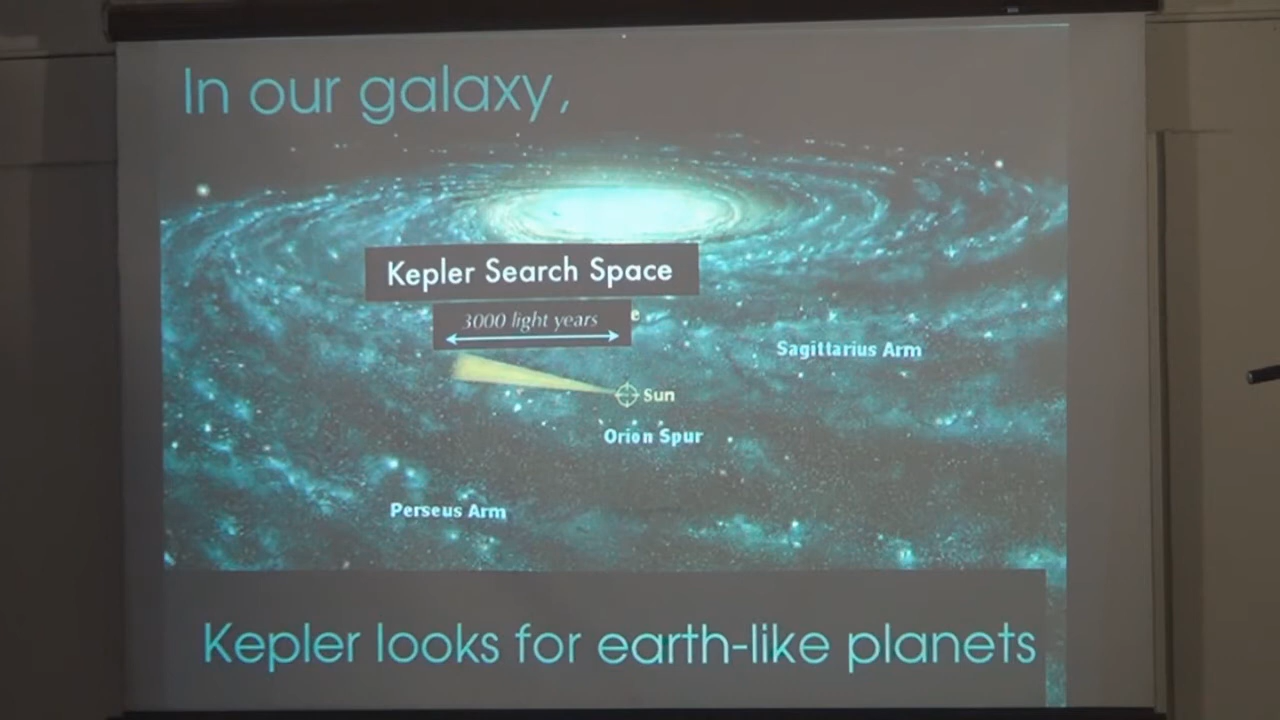 In our galaxy,
Kepler Search Space
3000 light years
e
Sagittarius Arm
Sun
Orion Spur
Perseus Arm
Kepler looks for earth-like planets